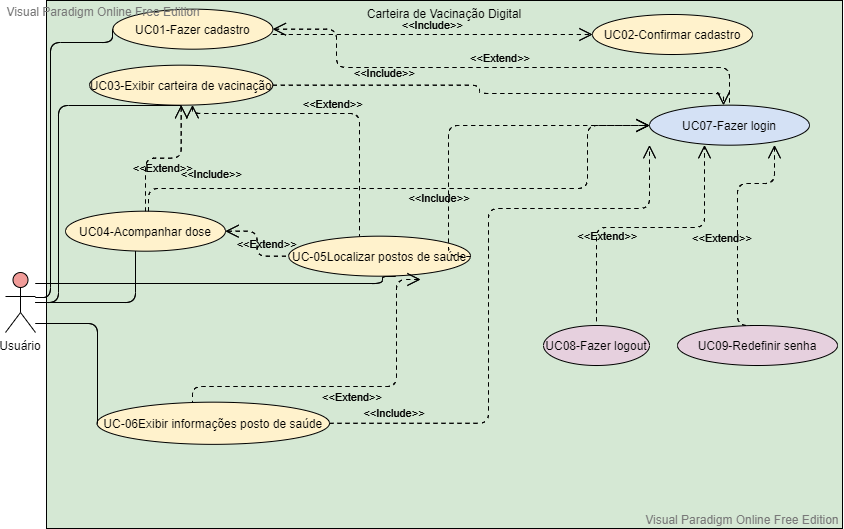 Visual Paradigm Online Free Edition
Carteira de Vacinação Digital
UC01-Fazer cadastro
<<Include>>
UC02-Confirmar cadastro
<<Extend>>
<<Include>>
UC03-Exibir carteira de vacinação
<<Extend>>
UC07-Fazer login
<<Extend>>
<<Include>>
<<Include>>
UC04-Acompanhar dose
<<Extend>>
<<Extend>>
<<Extend>>
UC-05Localizar postos de saúde
Usuário
UC08-Fazer logout
UC09-Redefinir senha
<<Extend>>
<<Include>>
UC-06Exibir informações posto de saúde
Visual Paradigm Online Free Edition